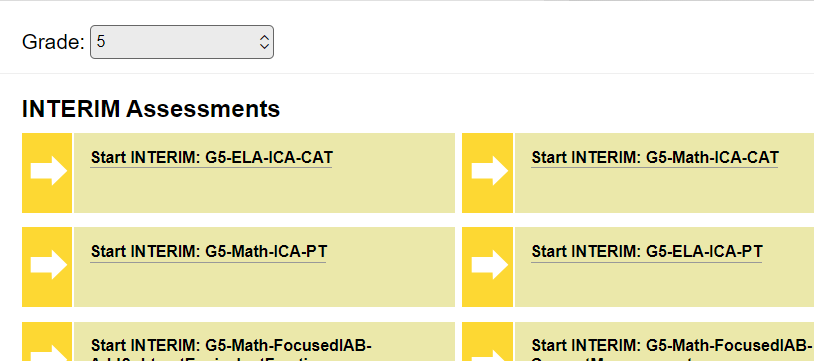 Grade: 5
INTERIM Assessments
Start INTERIM: G5-ELA-ICA-CAT
Start INTERIM: G5-Math-ICA-CAT
Start INTERIM: G5-Math-ICA-PT
Start INTERIM: G5-ELA-ICA-PT
Start INTERIM: G5-Math-FocusedIAB-
Start INTERIM: G5-Math-FocusedIAB-